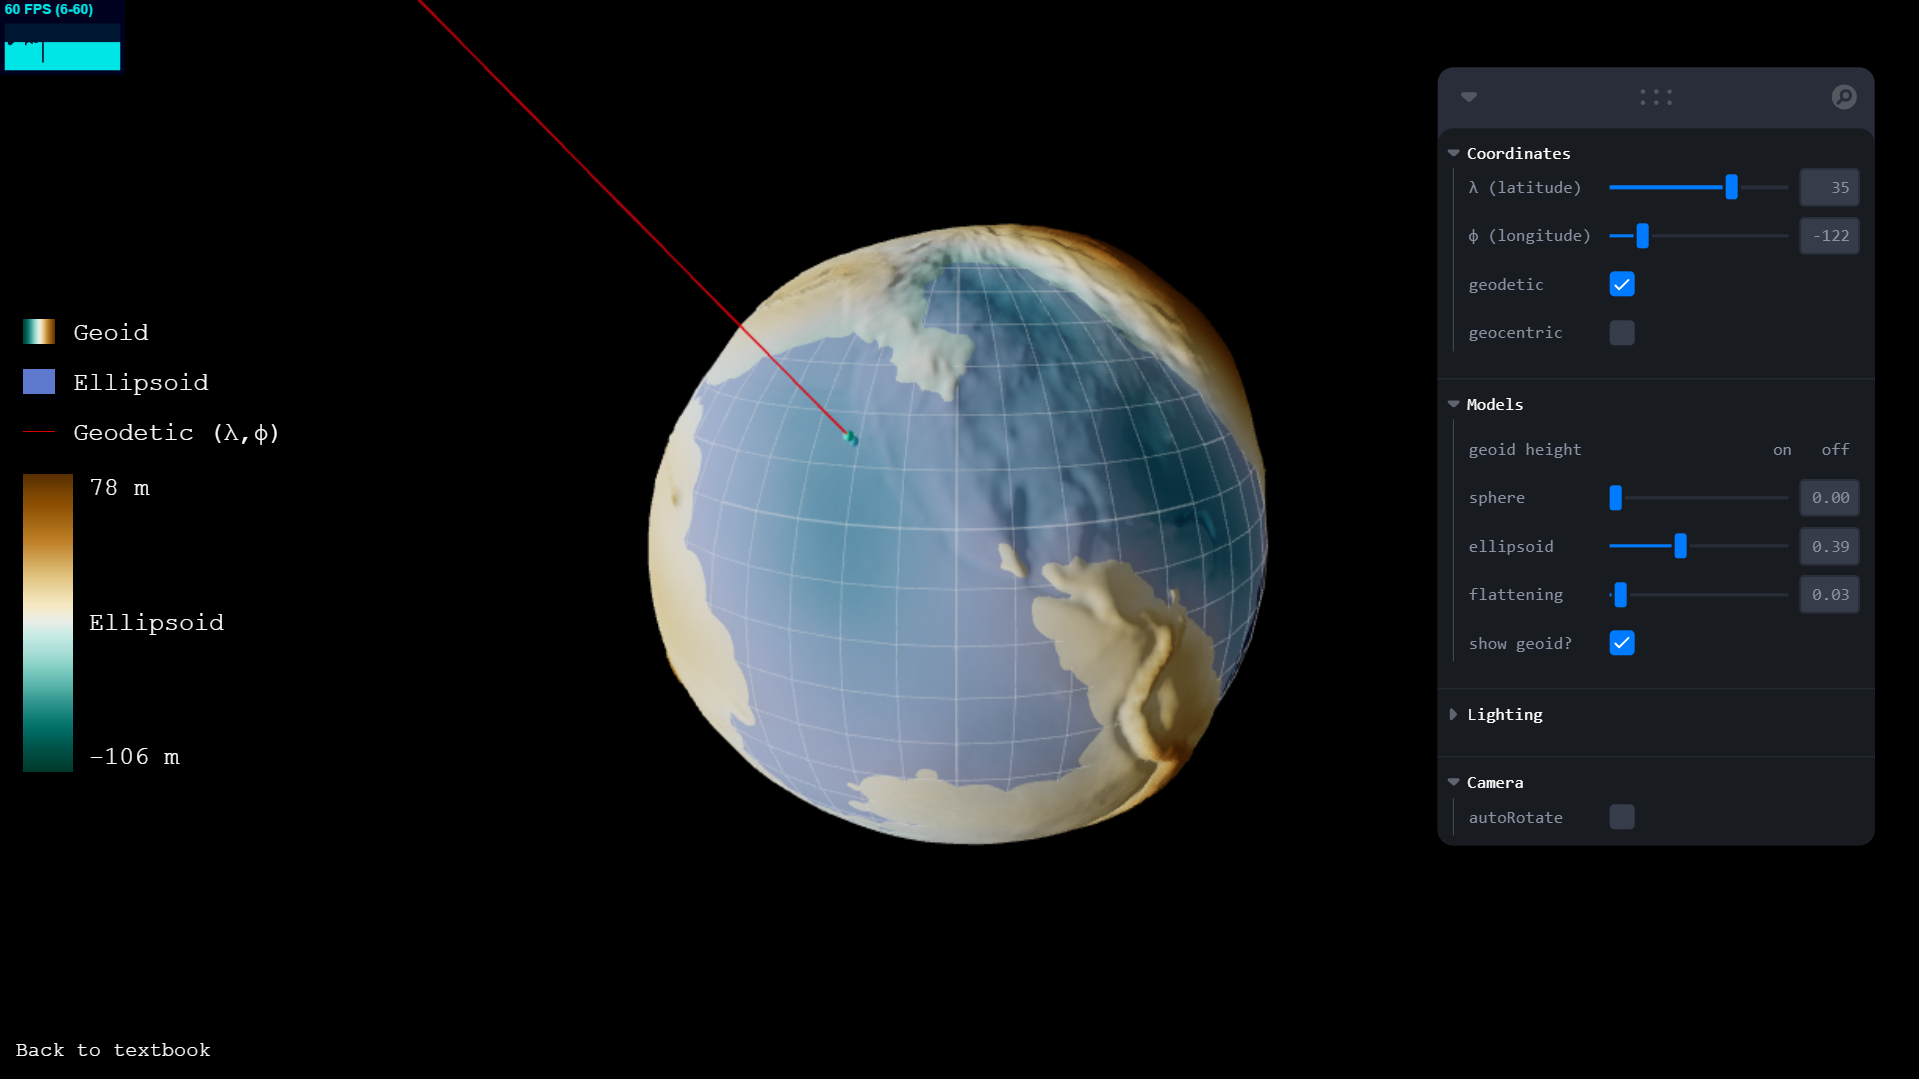 60 FPS (6-60)
Geoid
Ellipsoid
Geodetic (λ,ϕ)
78 m
Ellipsoid
−106 m
Back to textbook
Coordinates
λ (latitude) 35
ϕ (longitude) -122
geodetic
geocentric
Models
geoid height on off
sphere 0.00
ellipsoid 0.39
flattening 0.03
show geoid?
Lighting
Camera
autoRotate